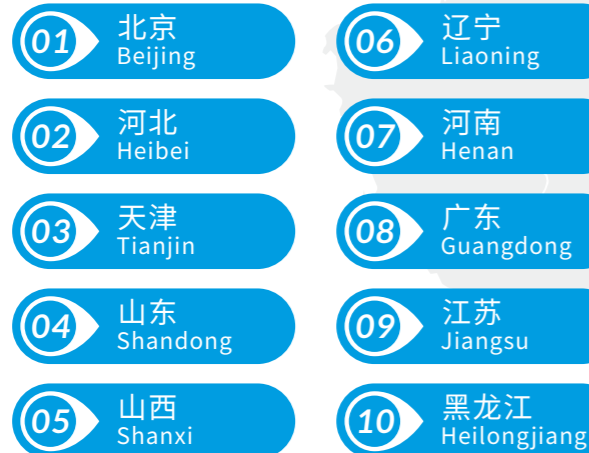 01
北京
Beijing
02
河北
Heibei
03
天津
Tianjin
04
山东
Shandong
05
山西
Shanxi
06
辽宁
Liaoning
07
河南
Henan
08
广东
Guangdong
09
江苏
Jiangsu
10
黑龙江
Heilongjiang